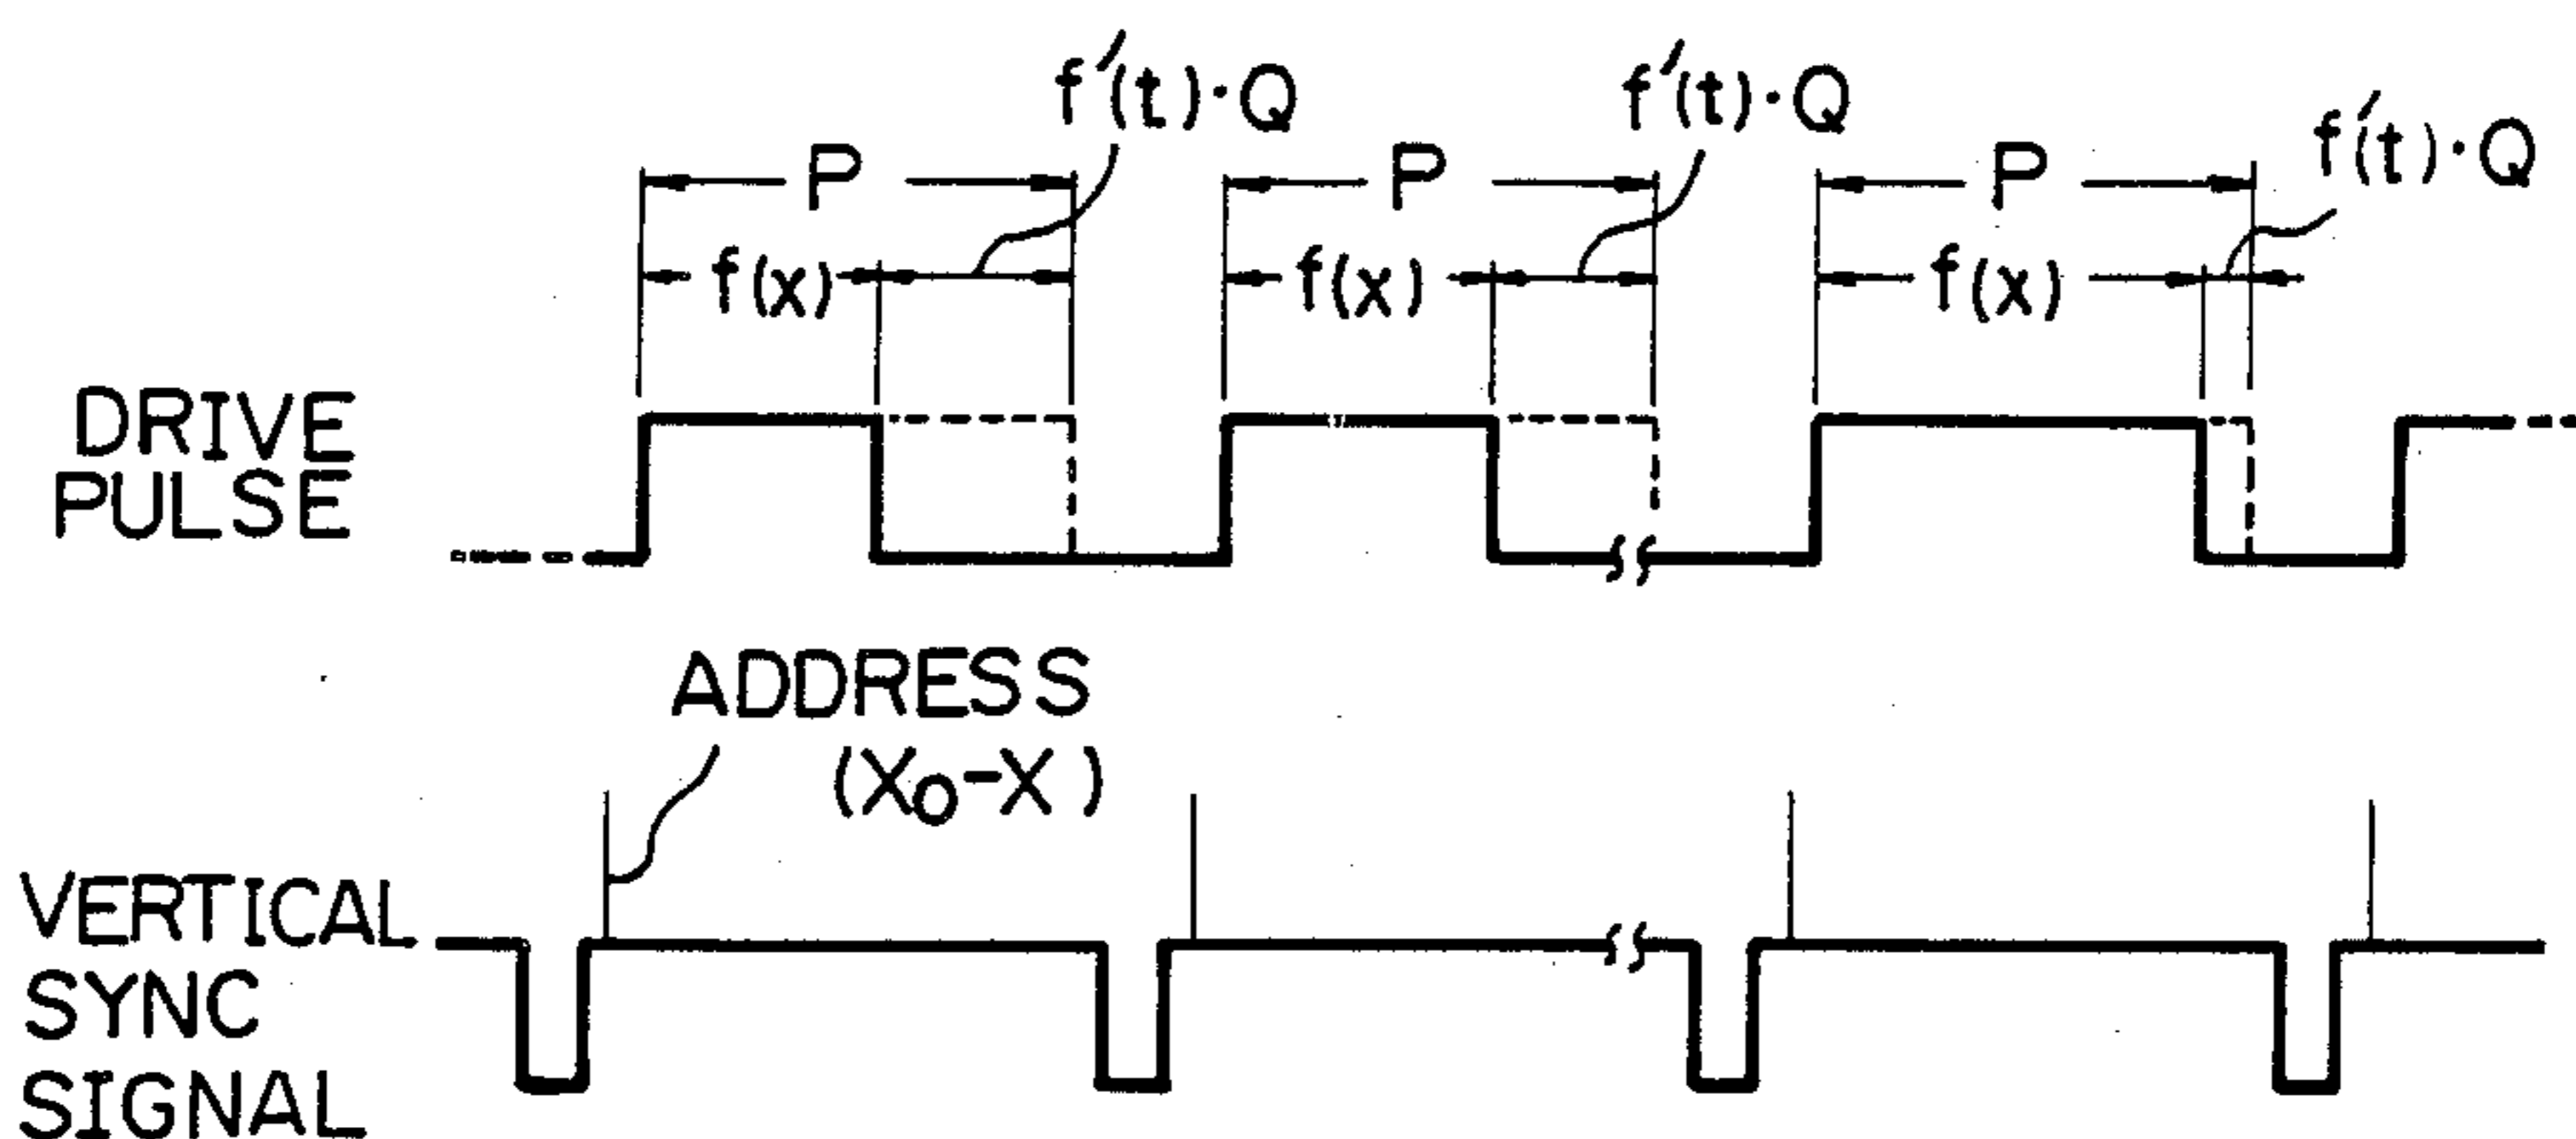 f'(t)·Q
f'(t)·Q
f'(t)·Q
P
P
P
f(x)
f(x)
f(x)
DRIVE
PULSE
ADDRESS
(X₀-X)
VERTICAL
SYNC
SIGNAL